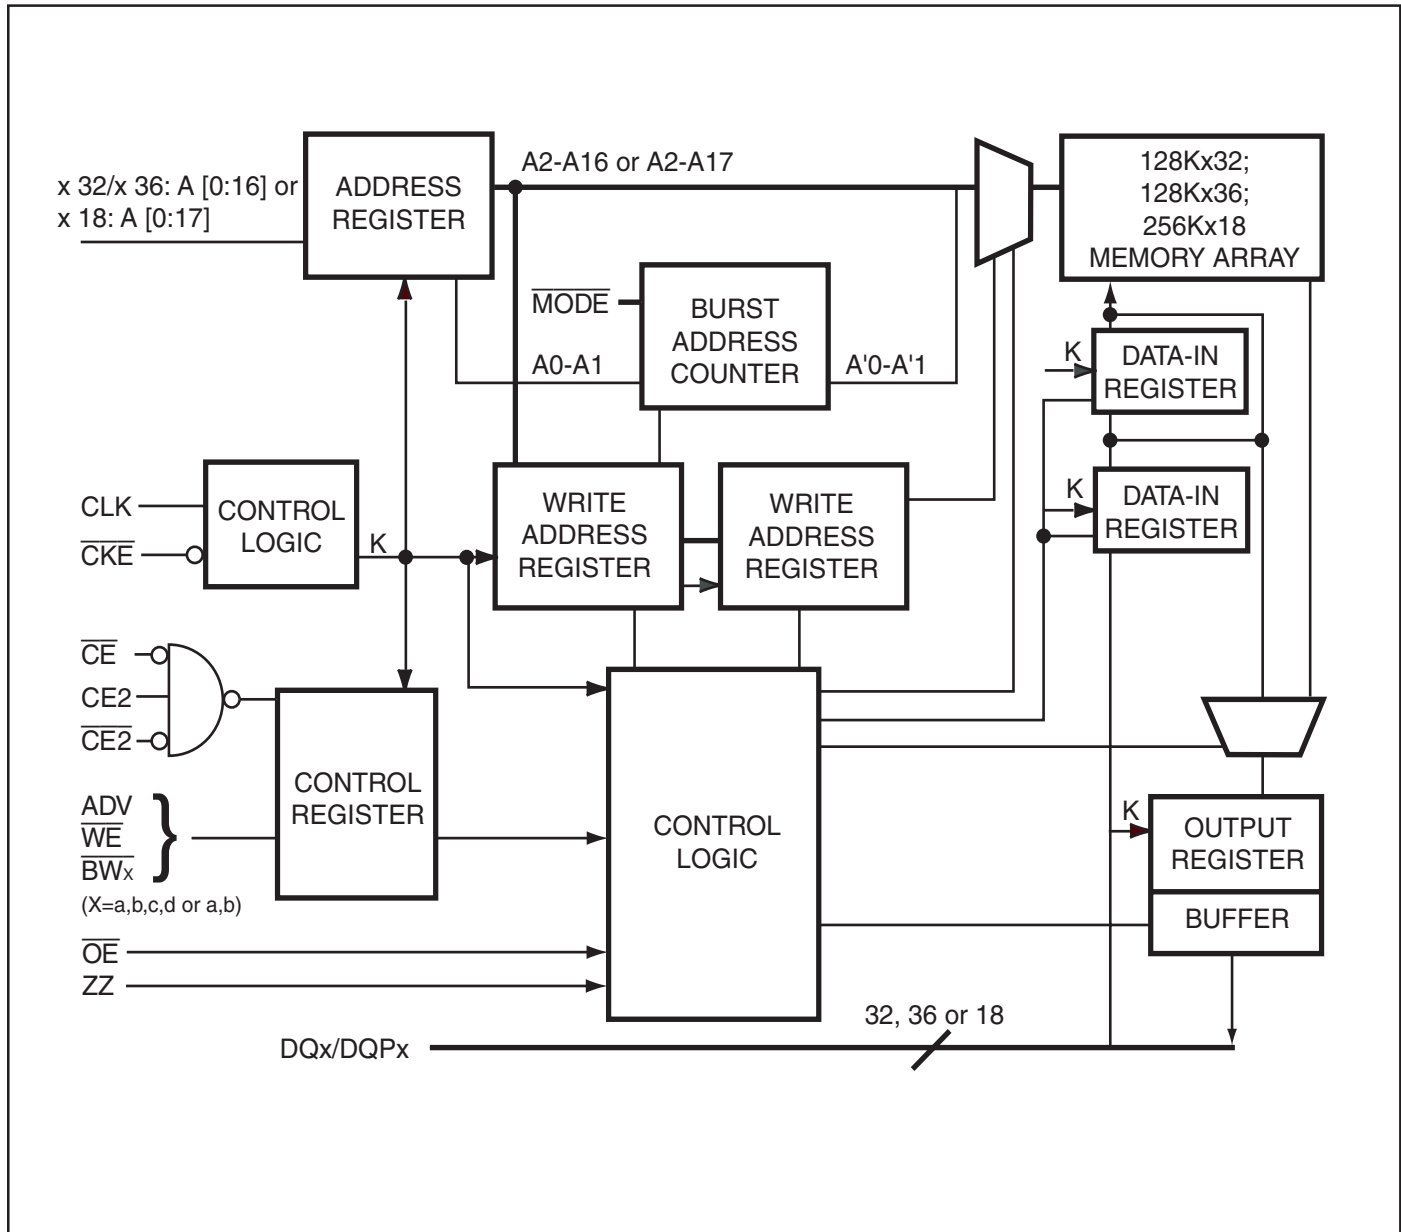 x 32/x 36: A [0:16] or
x 18: A [0:17]
ADDRESS
REGISTER
A2-A16 or A2-A17
128Kx32;
128Kx36;
256Kx18
MEMORY ARRAY
MODE
BURST
ADDRESS
COUNTER
A0-A1
A'0-A'1
K
DATA-IN
REGISTER
K
DATA-IN
REGISTER
CLK
CKE
CONTROL
LOGIC
K
WRITE
ADDRESS
REGISTER
WRITE
ADDRESS
REGISTER
CE
CE2
CE2
ADV
WE
BWx
}
(X=a,b,c,d or a,b)
CONTROL
REGISTER
CONTROL
LOGIC
K
OUTPUT
REGISTER
BUFFER
OE
ZZ
32, 36 or 18
DQx/DQPx